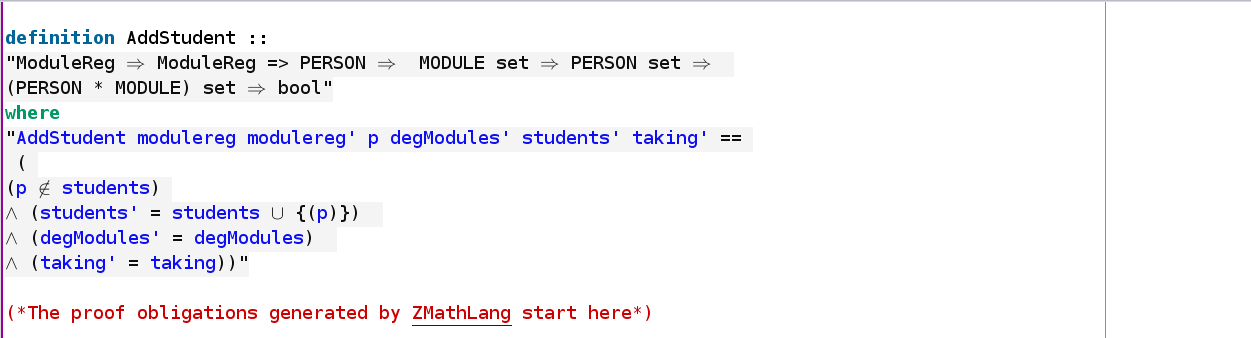 definition AddStudent ::
"ModuleReg ⇒ ModuleReg => PERSON ⇒  MODULE set ⇒ PERSON set ⇒
(PERSON * MODULE) set ⇒ bool"
where
"AddStudent modulereg modulereg' p degModules' students' taking' ==
(
(p ∉ students)
∧ (students' = students ∪ {(p)})
∧ (degModules' = degModules)
∧ (taking' = taking))"
(*The proof obligations generated by ZMathLang start here*)